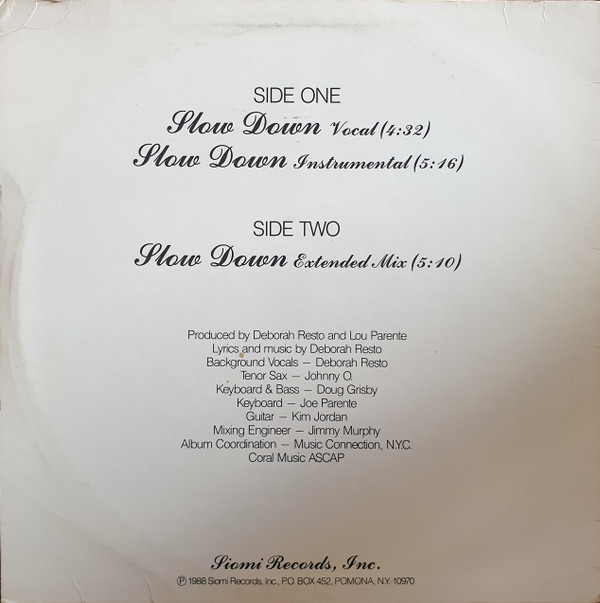 SIDE ONE
Slow Down Vocal (4:32)
Slow Down Instrumental (5:16)
SIDE TWO
Slow Down Extended Mix (5:10)
Produced by Deborah Resto and Lou Parente
Lyrics and music by Deborah Resto
Background Vocals — Deborah Resto
Tenor Sax — Johnny O.
Keyboard & Bass — Doug Grisby
Keyboard — Joe Parente
Guitar — Kim Jordan
Mixing Engineer — Jimmy Murphy
Album Coordination — Music Connection, N.Y.C.
Coral Music ASCAP
Siomi Records, Inc.
℗ 1988 Siomi Records, Inc., P.O. BOX 452, POMONA, N.Y. 10970